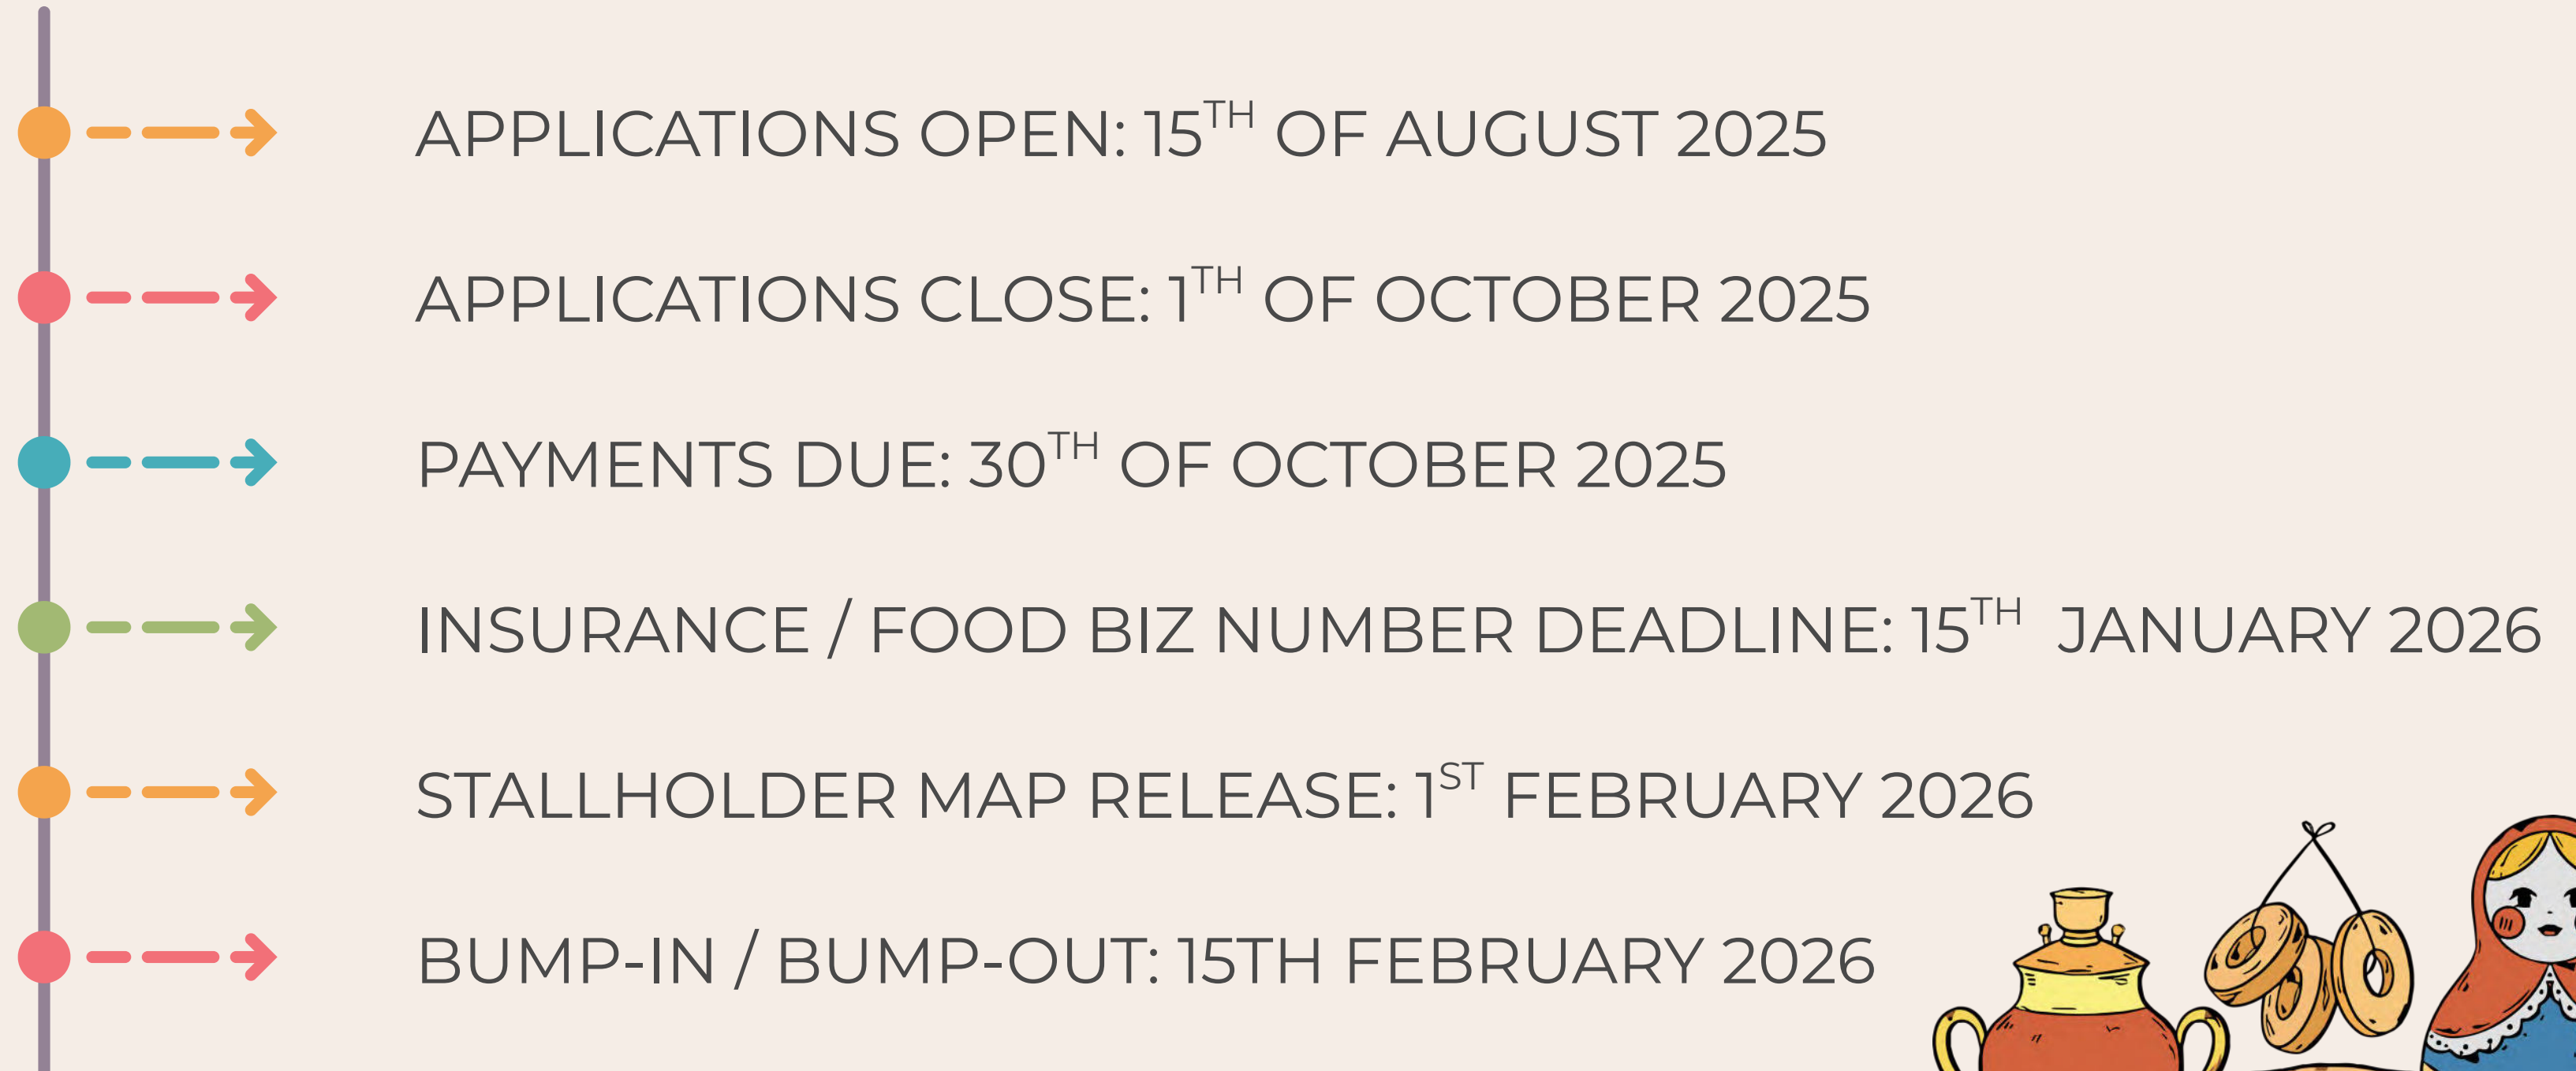 APPLICATIONS OPEN: 15TH OF AUGUST 2025
APPLICATIONS CLOSE: 1TH OF OCTOBER 2025
PAYMENTS DUE: 30TH OF OCTOBER 2025
INSURANCE / FOOD BIZ NUMBER DEADLINE: 15TH JANUARY 2026
STALLHOLDER MAP RELEASE: 1ST FEBRUARY 2026
BUMP-IN / BUMP-OUT: 15TH FEBRUARY 2026